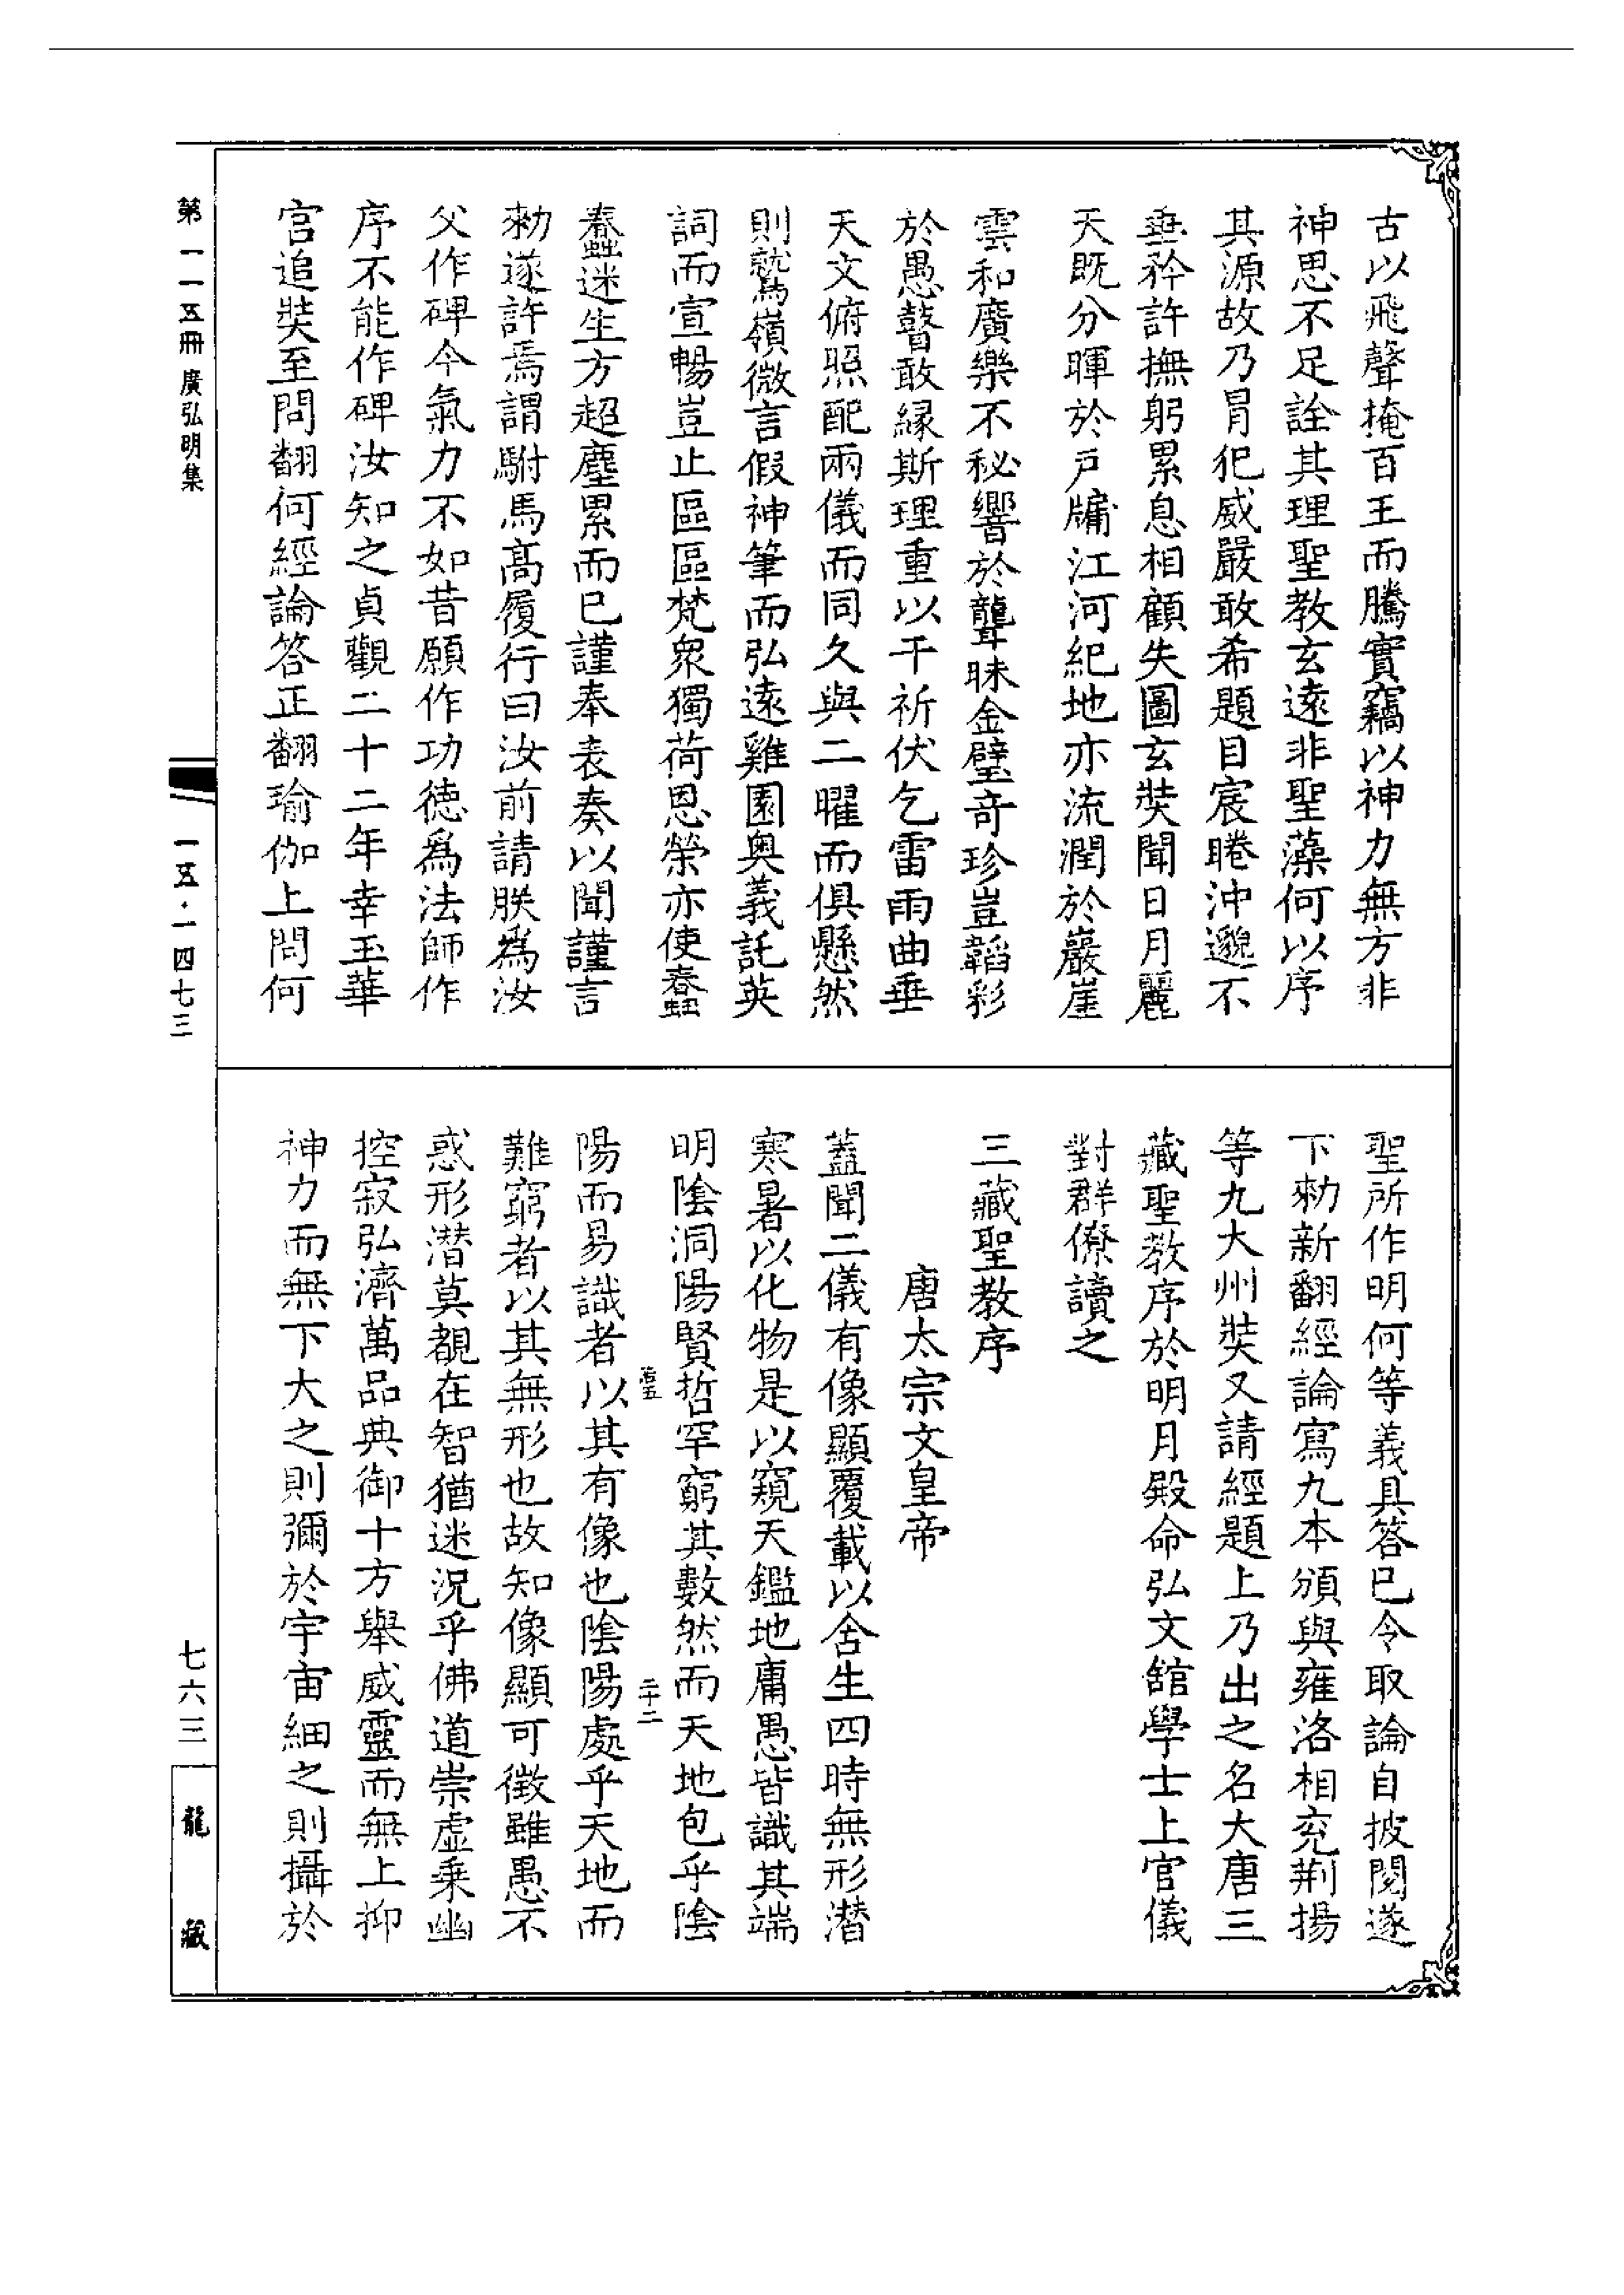 古以飛聲掩百王而騰實竊以神力無方非
神思不足詮其理聖教玄遠非聖藻何以序
其源故乃冐犯威嚴敢希題目宸睠沖邈不
垂矜許撫躬累息相顧失圖玄奘聞日月麗
天既分暉於戸牖江河紀地亦流潤於巖崖
雲和廣樂不秘響於聾昧金璧竒珍豈韜彩
於愚瞽敢緣斯理重以干祈伏乞雷雨曲垂
天文俯照配兩儀而同久與二曜而俱懸然
則鷲嶺微言假神筆而弘遠雞園奥義託英
詞而宣暢豈止區區梵衆獨荷恩榮亦使蠢
蠢迷生方超塵累而已謹奉表奏以聞謹言
勑遂許焉謂駙馬髙履行曰汝前請朕爲汝
父作碑今氣力不如昔願作功德爲法師作
序不能作碑汝知之貞觀二十二年幸玉華
宫追奘至問翻何經論答正翻瑜伽上問何
聖所作明何等義具答已令取論自披閱遂
下勑新翻經論寫九本頒與雍洛相兖荆揚
等九大州奘又請經題上乃出之名大唐三
藏聖教序於明月殿命弘文館學士上官儀
對群僚讀之
三藏聖教序
唐太宗文皇帝
蓋聞二儀有像顯覆載以含生四時無形潛
寒暑以化物是以窺天鑑地庸愚皆識其端
明陰洞陽賢哲罕窮其數然而天地包乎陰
陽而易識者以其有像也陰陽處乎天地而
難窮者以其無形也故知像顯可徵雖愚不
惑形潛莫覩在智猶迷況乎佛道崇虛乗幽
控寂弘濟萬品典御十方舉威靈而無上抑
神力而無下大之則彌於宇宙細之則攝於
二十二
第一一五冊 廣弘明集
一五·一四七三
七六三
龍藏